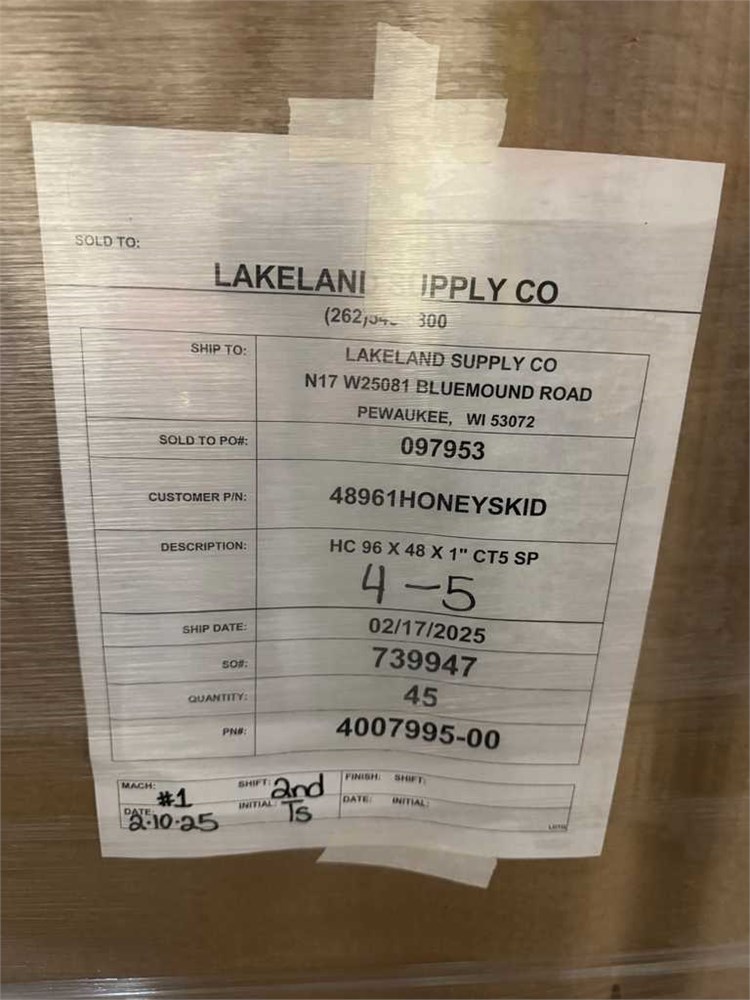 SOLD TO:
LAKELAND SUPPLY CO
SHIP TO:
LAKELAND SUPPLY CO
N17 W25081 BLUEMOUND ROAD
PEWAUKEE, WI 53072
SOLD TO PO#: 097953
CUSTOMER P/N: 48961HONEYSKID
DESCRIPTION: HC 96 X 48 X 1" CT5 SP
4-5
SHIP DATE: 02/17/2025
SO#: 739947
QUANTITY: 45
PN#: 4007995-00
MACH: #1 SHIFT: 2nd FINISH: SHIFT:
DATE: 2-10-25 INITIAL: TS DATE: INITIAL: